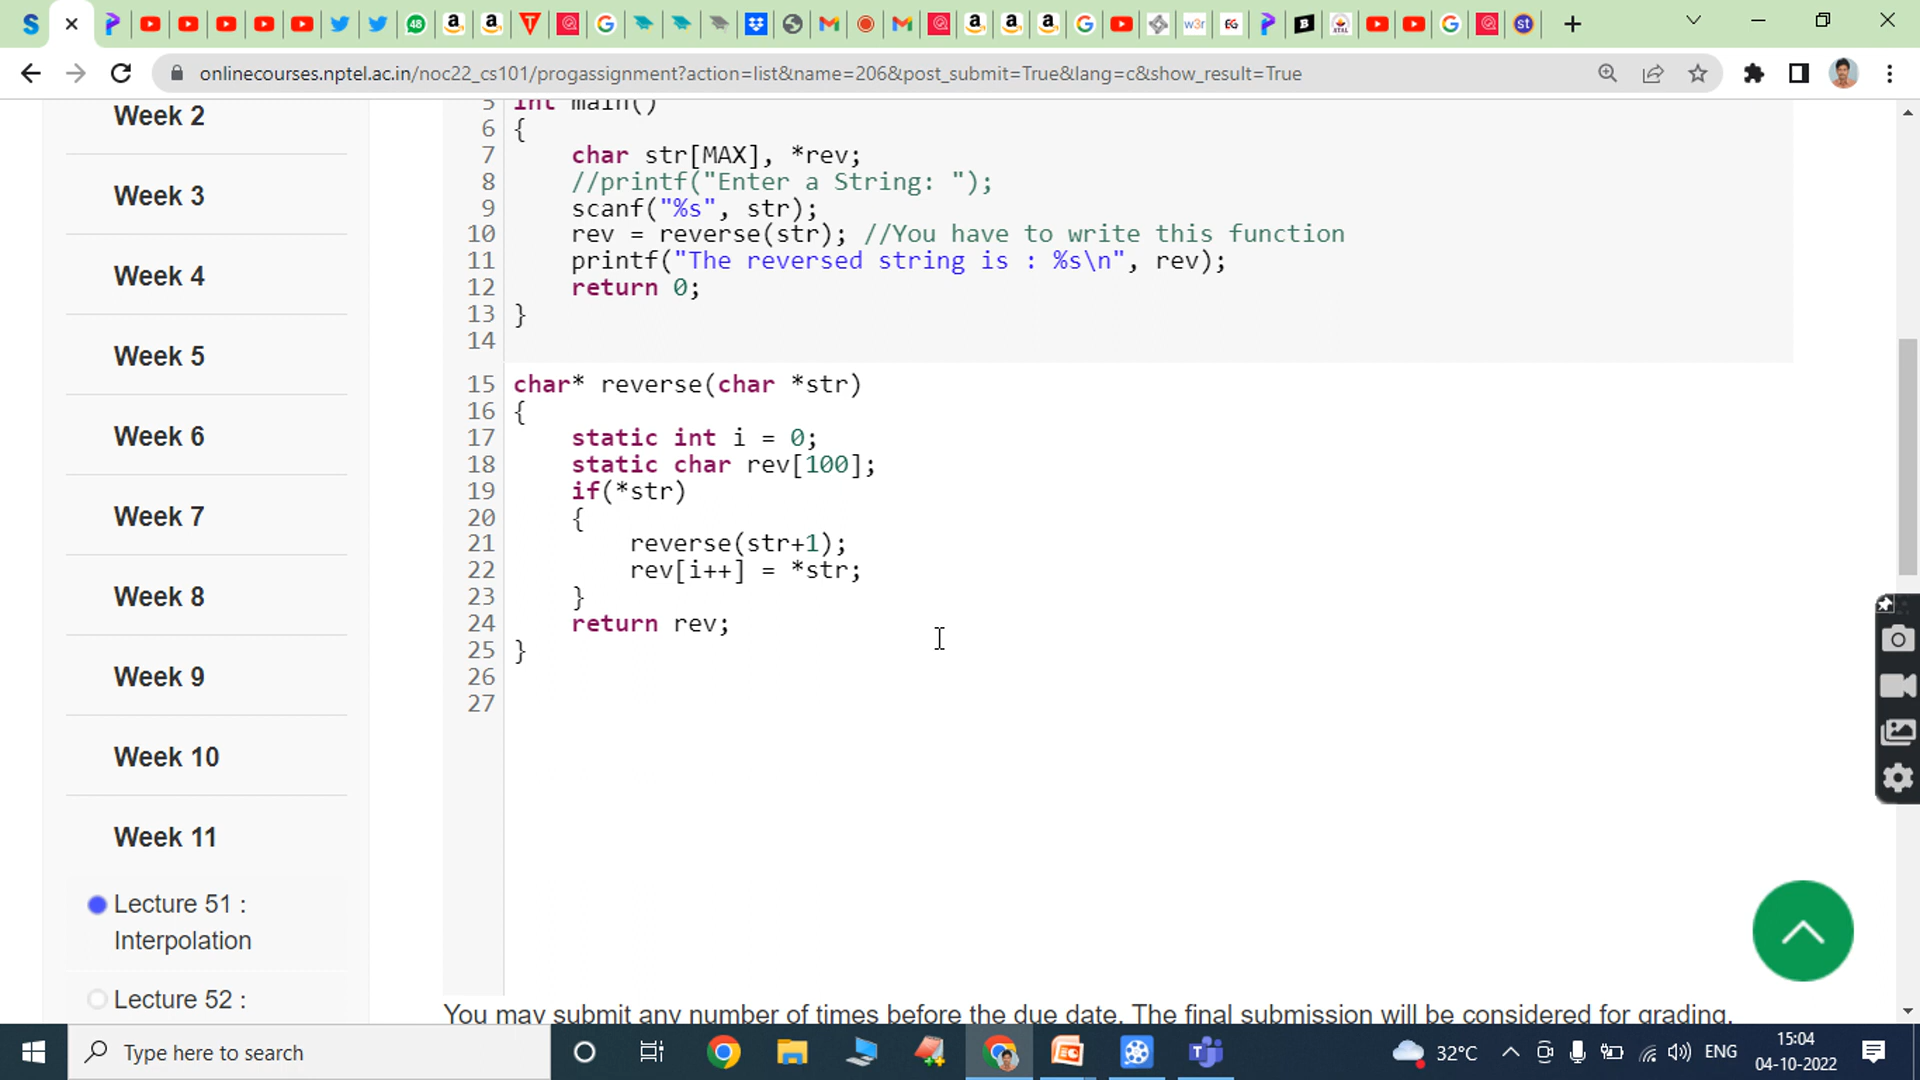 onlinecourses.nptel.ac.in/noc22_cs101/progassignment?action=list&name=206&post_submit=True&lang=c&show_result=True
Week 2
Week 3
Week 4
Week 5
Week 6
Week 7
Week 8
Week 9
Week 10
Week 11
Lecture 51 :
Interpolation
Lecture 52 :
5 int main()
6 {
7 char str[MAX], *rev;
8 //printf("Enter a String: ");
9 scanf("%s", str);
10 rev = reverse(str); //You have to write this function
11 printf("The reversed string is : %s\n", rev);
12 return 0;
13 }
14
15 char* reverse(char *str)
16 {
17 static int i = 0;
18 static char rev[100];
19 if(*str)
20 {
21 reverse(str+1);
22 rev[i++] = *str;
23 }
24 return rev;
25 }
26
27
You may submit any number of times before the due date. The final submission will be considered for grading.
Type here to search
32°C
ENG
15:04
04-10-2022